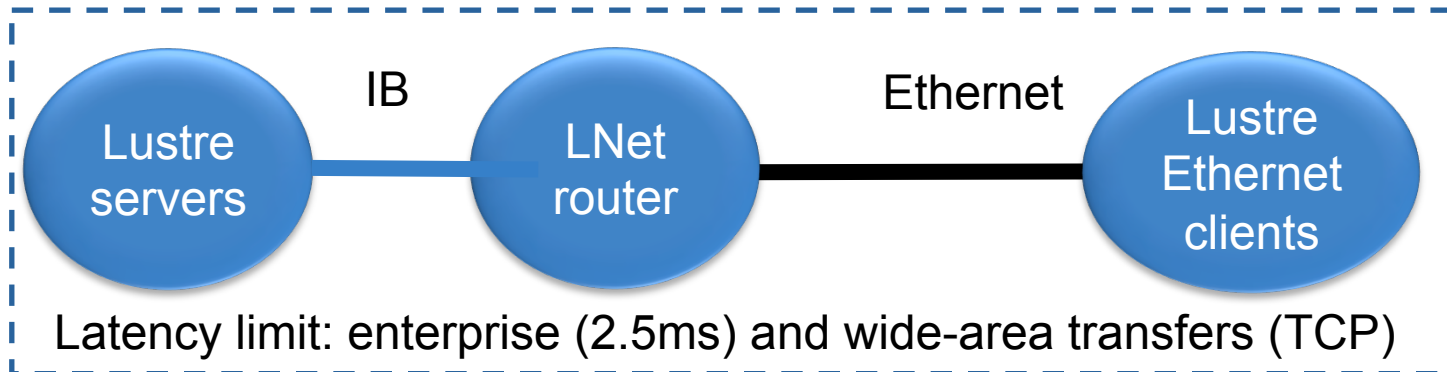 IB
Ethernet
Lustre
servers
LNet
router
Lustre
Ethernet
clients
Latency limit: enterprise (2.5ms) and wide-area transfers (TCP)